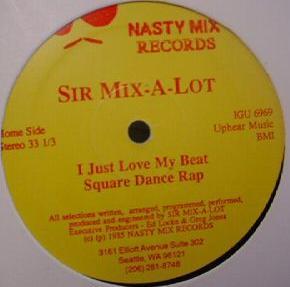 NASTY MIX
RECORDS
SIR MIX-A-LOT
Home Side
Stereo 33 1/3
IGU 6969
Uphear Music
BMI
I Just Love My Beat
Square Dance Rap
All selections written, arranged, programmed, performed,
produced and engineered by SIR MIX-A-LOT
Executive Producers - Ed Locke & Greg Jones
(c) (p) 1985 NASTY MIX RECORDS
3161 Elliott Avenue Suite 302
Seattle, WA 98121
(206) 281-8748